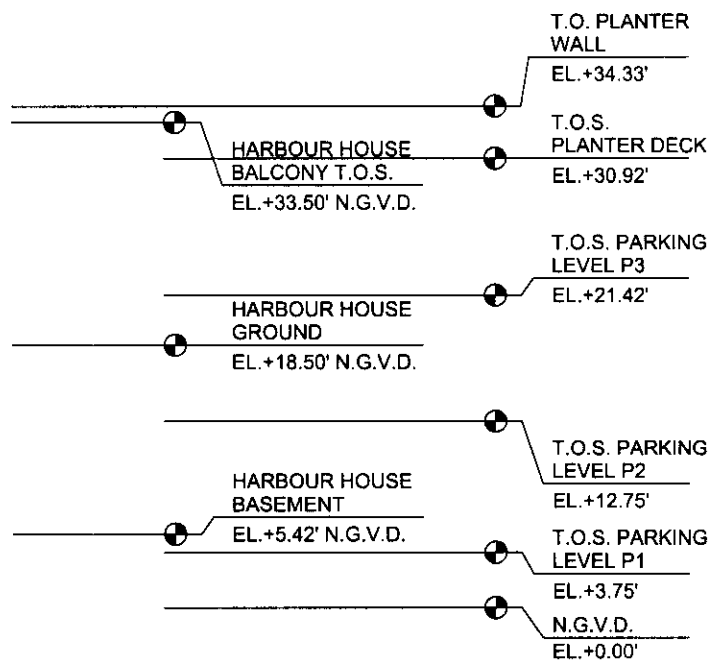 T.O. PLANTER
WALL
EL.+34.33'
T.O.S.
PLANTER DECK
EL.+30.92'
HARBOUR HOUSE
BALCONY T.O.S.
EL.+33.50' N.G.V.D.
T.O.S. PARKING
LEVEL P3
EL.+21.42'
HARBOUR HOUSE
GROUND
EL.+18.50' N.G.V.D.
T.O.S. PARKING
LEVEL P2
EL.+12.75'
HARBOUR HOUSE
BASEMENT
EL.+5.42' N.G.V.D.
T.O.S. PARKING
LEVEL P1
EL.+3.75'
N.G.V.D.
EL.+0.00'